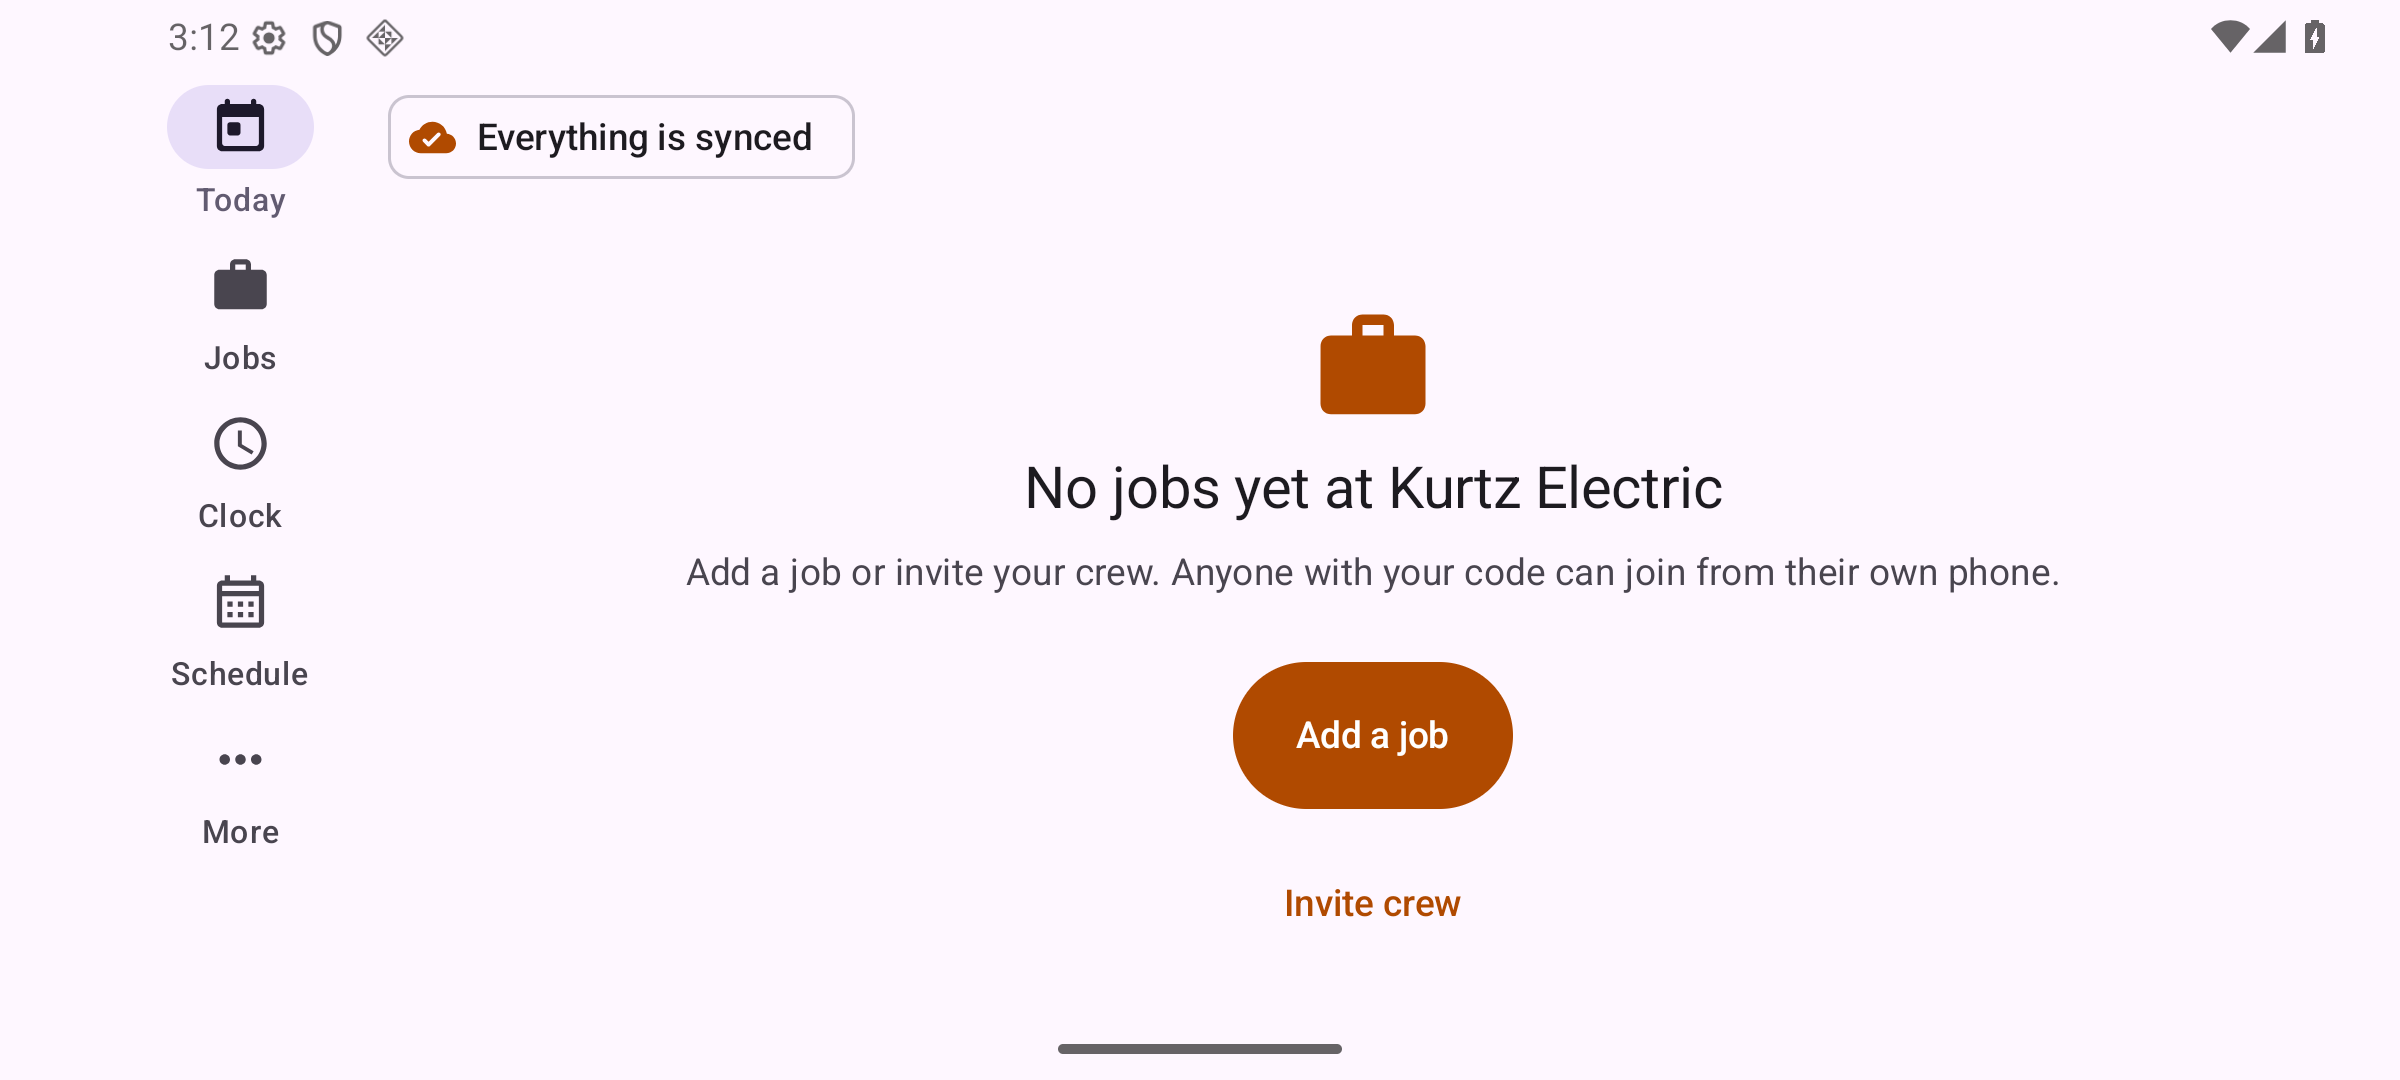 3:12
Everything is synced
Today
Jobs
Clock
Schedule
More
No jobs yet at Kurtz Electric
Add a job or invite your crew. Anyone with your code can join from their own phone.
Add a job
Invite crew